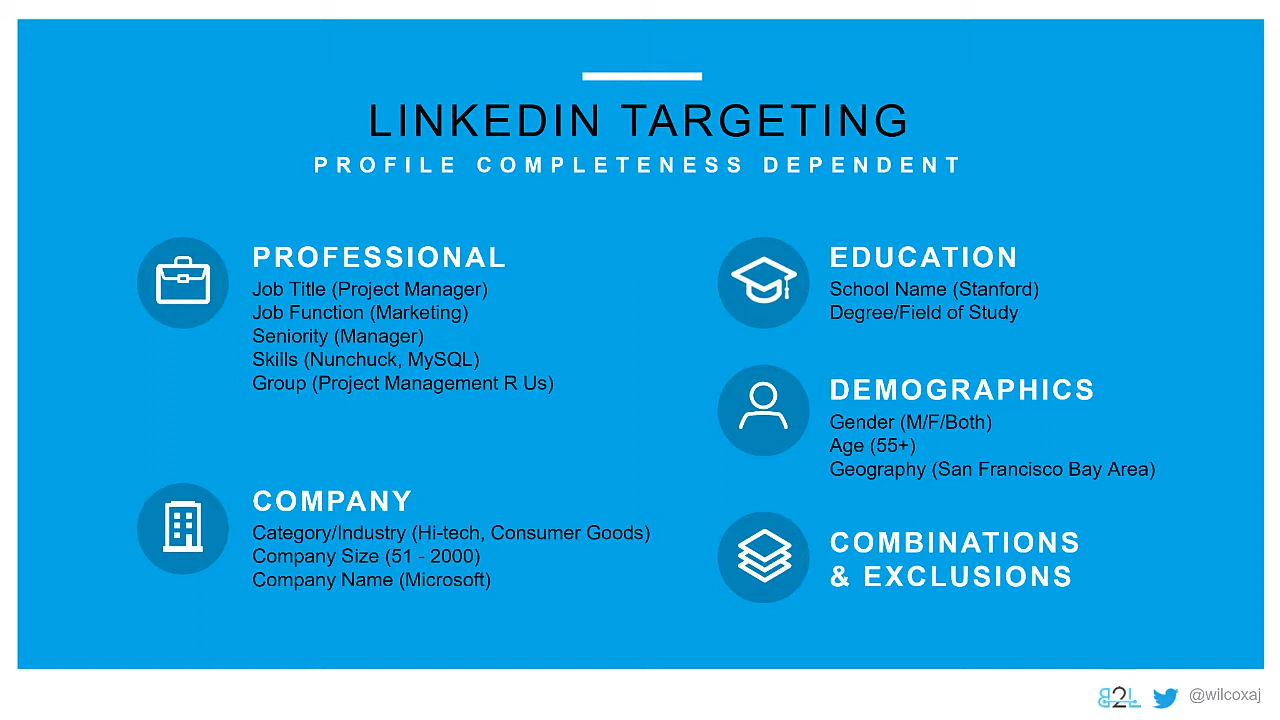 LINKEDIN TARGETING
PROFILE COMPLETENESS DEPENDENT
PROFESSIONAL
Job Title (Project Manager)
Job Function (Marketing)
Seniority (Manager)
Skills (Nunchuck, MySQL)
Group (Project Management R Us)
COMPANY
Category/Industry (Hi-tech, Consumer Goods)
Company Size (51 - 2000)
Company Name (Microsoft)
EDUCATION
School Name (Stanford)
Degree/Field of Study
DEMOGRAPHICS
Gender (M/F/Both)
Age (55+)
Geography (San Francisco Bay Area)
COMBINATIONS
& EXCLUSIONS
B2L
@wilcoxaj